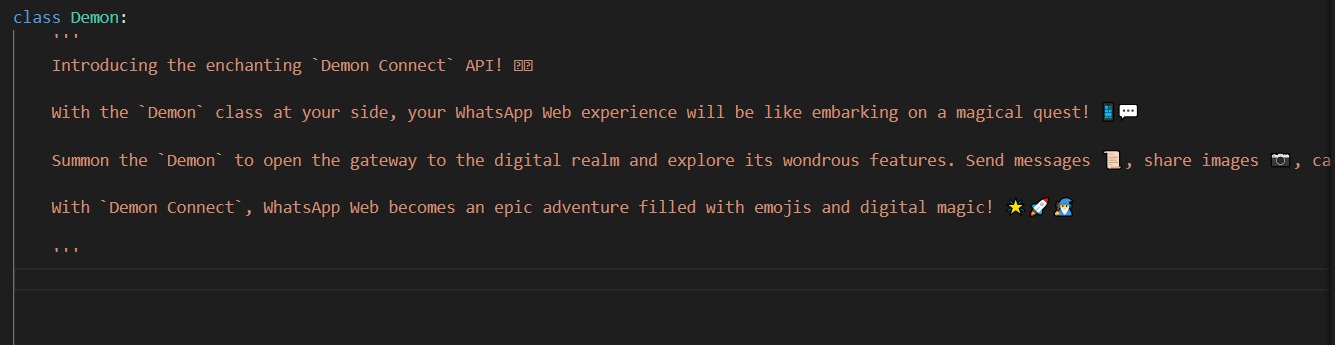 class Demon:
'''
Introducing the enchanting `Demon Connect` API! 
With the `Demon` class at your side, your WhatsApp Web experience will be like embarking on a magical quest! 📱💬
Summon the `Demon` to open the gateway to the digital realm and explore its wondrous features. Send messages 📜, share images 📷, ca
With `Demon Connect`, WhatsApp Web becomes an epic adventure filled with emojis and digital magic! 🌟🚀🧙‍♂️
'''